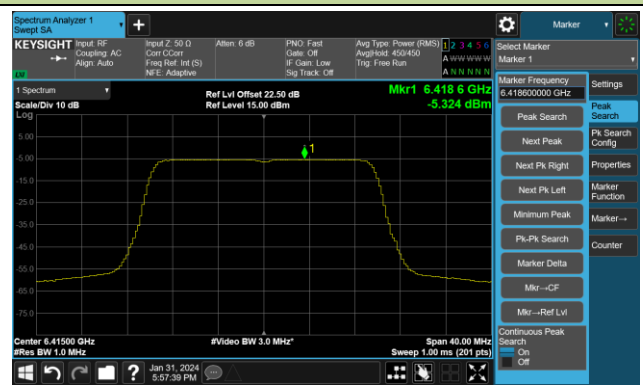 Spectrum Analyzer 1
Swept SA
Marker
KEYSIGHT
Input: RF
Coupling: AC
Align: Auto
Input Z: 50 Ω
Corr CCorr
Freq Ref: Int (S)
NFE: Adaptive
Atten: 6 dB
PNO: Fast
Gate: Off
IF Gain: Low
Sig Track: Off
Avg Type: Power (RMS)
Avg|Hold: 450/450
Trig: Free Run
1 2 3 4 5 6
A W W W W W
A N N N N N
LXI
Select Marker
Marker 1
1 Spectrum
Scale/Div 10 dB
Log
Ref Lvl Offset 22.50 dB
Ref Level 15.00 dBm
Mkr1 6.418 6 GHz
-5.324 dBm
5.00
-5.00
-15.0
-25.0
-35.0
-45.0
-55.0
-65.0
-75.0
1
Center 6.41500 GHz
#Res BW 1.0 MHz
#Video BW 3.0 MHz*
Span 40.00 MHz
Sweep 1.00 ms (201 pts)
Marker Frequency
6.418600000 GHz
Peak Search
Next Peak
Next Pk Right
Next Pk Left
Minimum Peak
Pk-Pk Search
Marker Delta
Mkr→CF
Mkr→Ref Lvl
Continuous Peak
Search
On
Off
Settings
Peak
Search
Pk Search
Config
Properties
Marker
Function
Marker→
Counter
Jan 31, 2024
5:57:39 PM